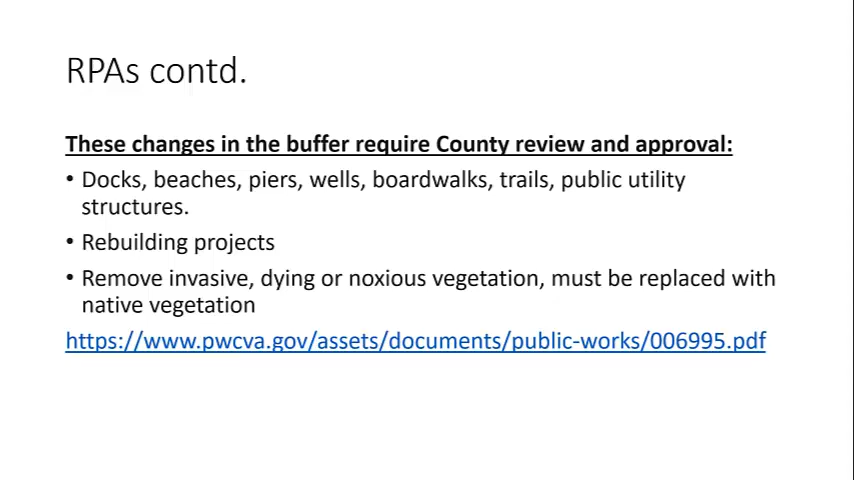 RPAs contd.
These changes in the buffer require County review and approval:
• Docks, beaches, piers, wells, boardwalks, trails, public utility
structures.
• Rebuilding projects
• Remove invasive, dying or noxious vegetation, must be replaced with
native vegetation
https://www.pwcva.gov/assets/documents/public-works/006995.pdf